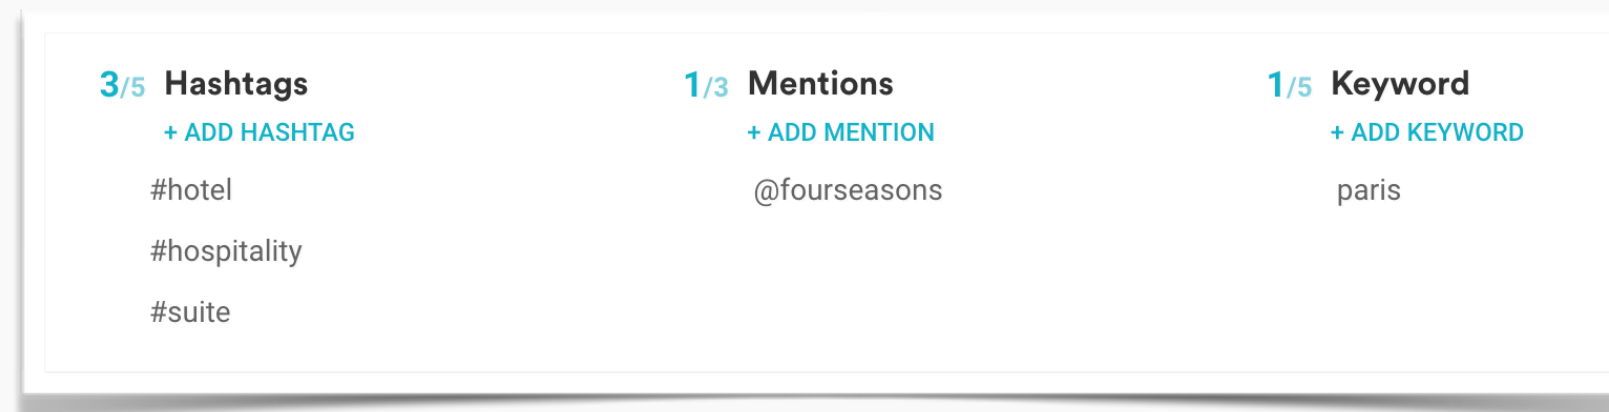 3/5 Hashtags
+ ADD HASHTAG
#hotel
#hospitality
#suite
1/3 Mentions
+ ADD MENTION
@fourseasons
1/5 Keyword
+ ADD KEYWORD
paris